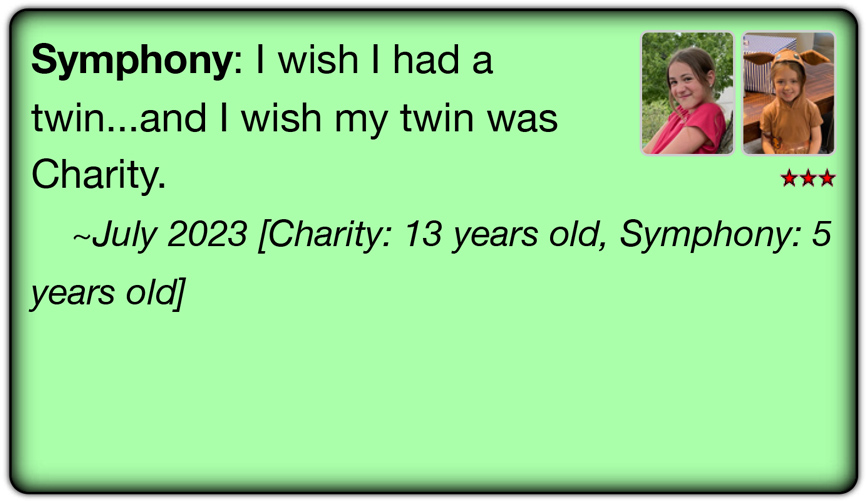 Symphony: I wish I had a
twin...and I wish my twin was
Charity.
~July 2023 [Charity: 13 years old, Symphony: 5
years old]